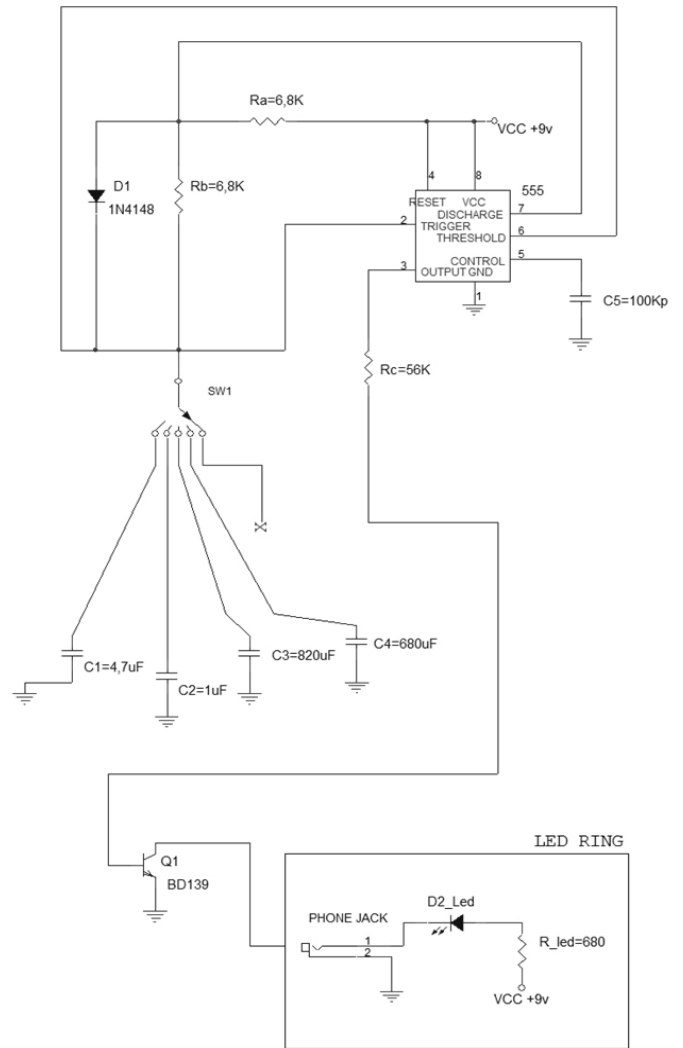 Ra=6,8K
VCC +9v
D1
1N4148
Rb=6,8K
4
8
555
RESET VCC
DISCHARGE
7
2
TRIGGER
THRESHOLD
6
CONTROL
5
3
OUTPUT GND
1
C5=100Kp
Rc=56K
SW1
C1=4,7uF
C2=1uF
C3=820uF
C4=680uF
LED RING
Q1
BD139
D2_Led
PHONE JACK
1
2
R_led=680
VCC +9v